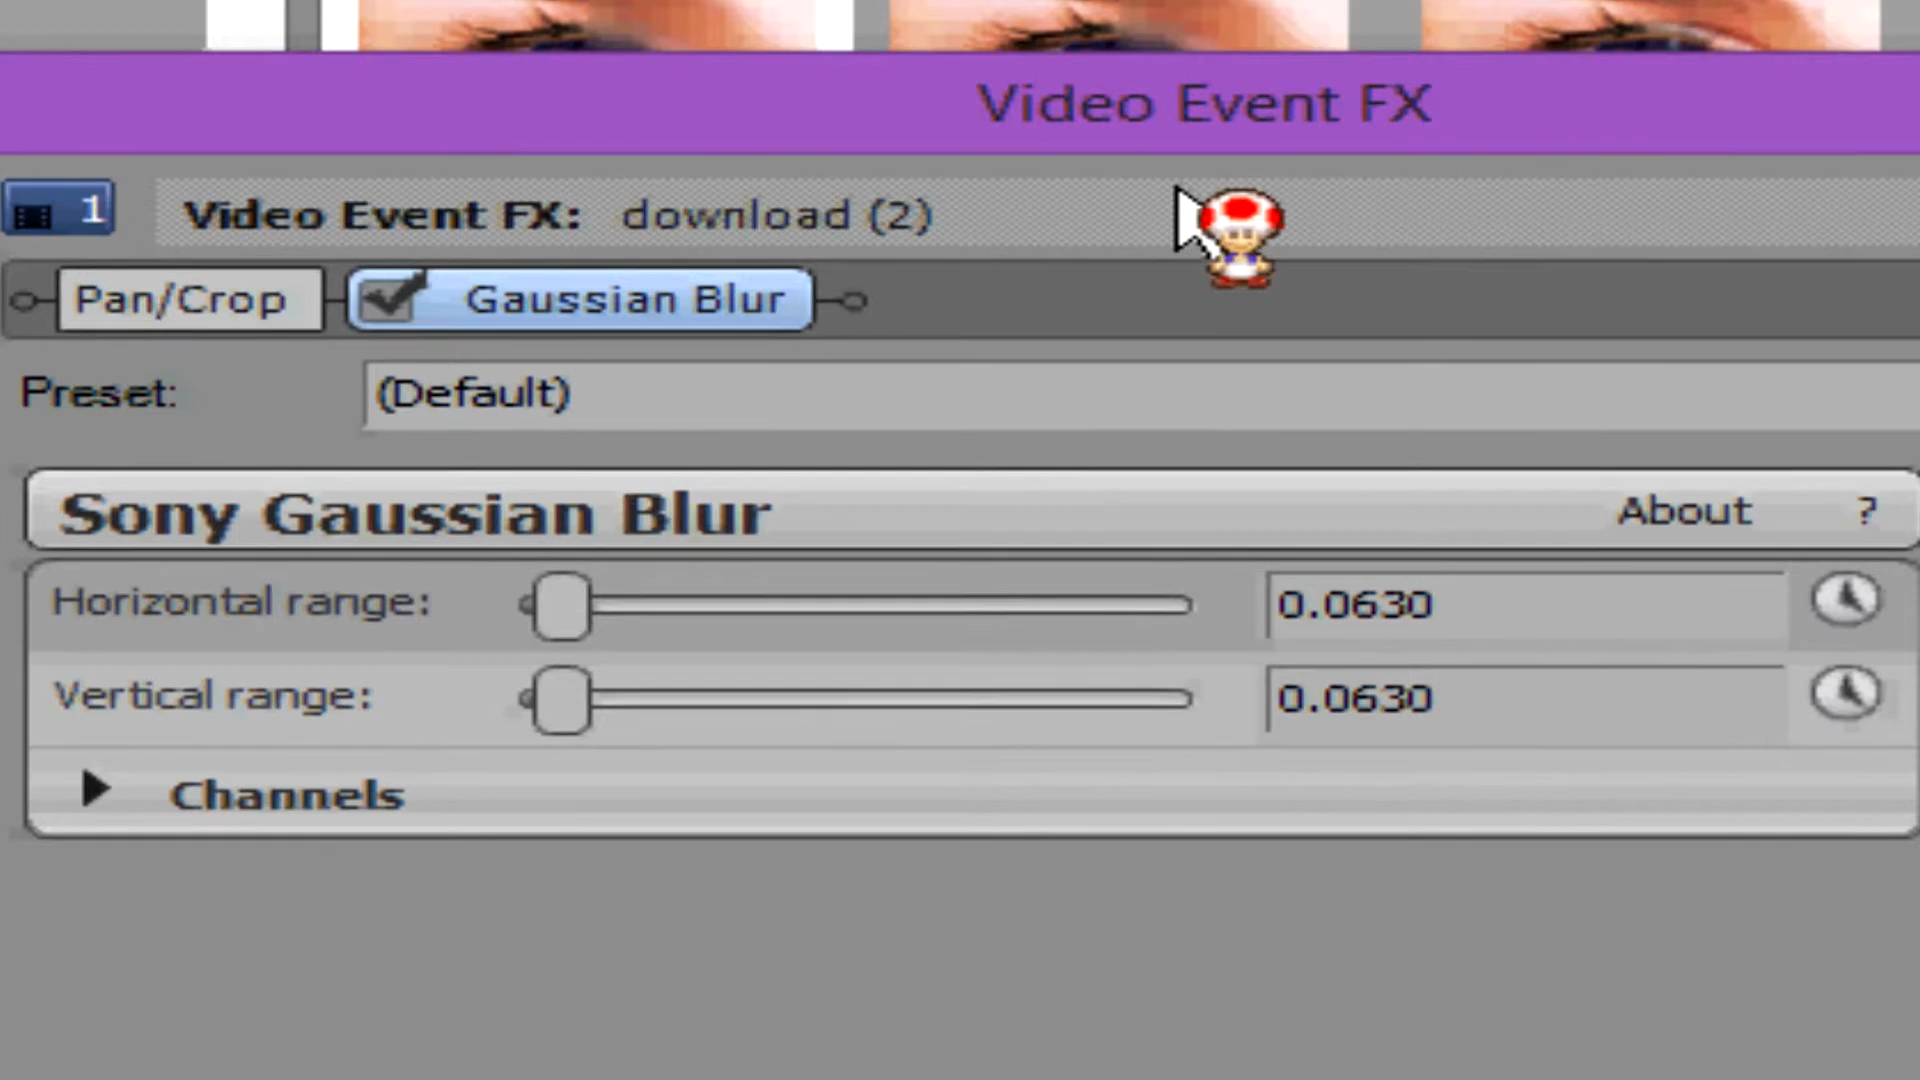 Video Event FX
1 Video Event FX: download (2)
Pan/Crop Gaussian Blur
Preset: (Default)
Sony Gaussian Blur About ?
Horizontal range: 0.0630
Vertical range: 0.0630
Channels